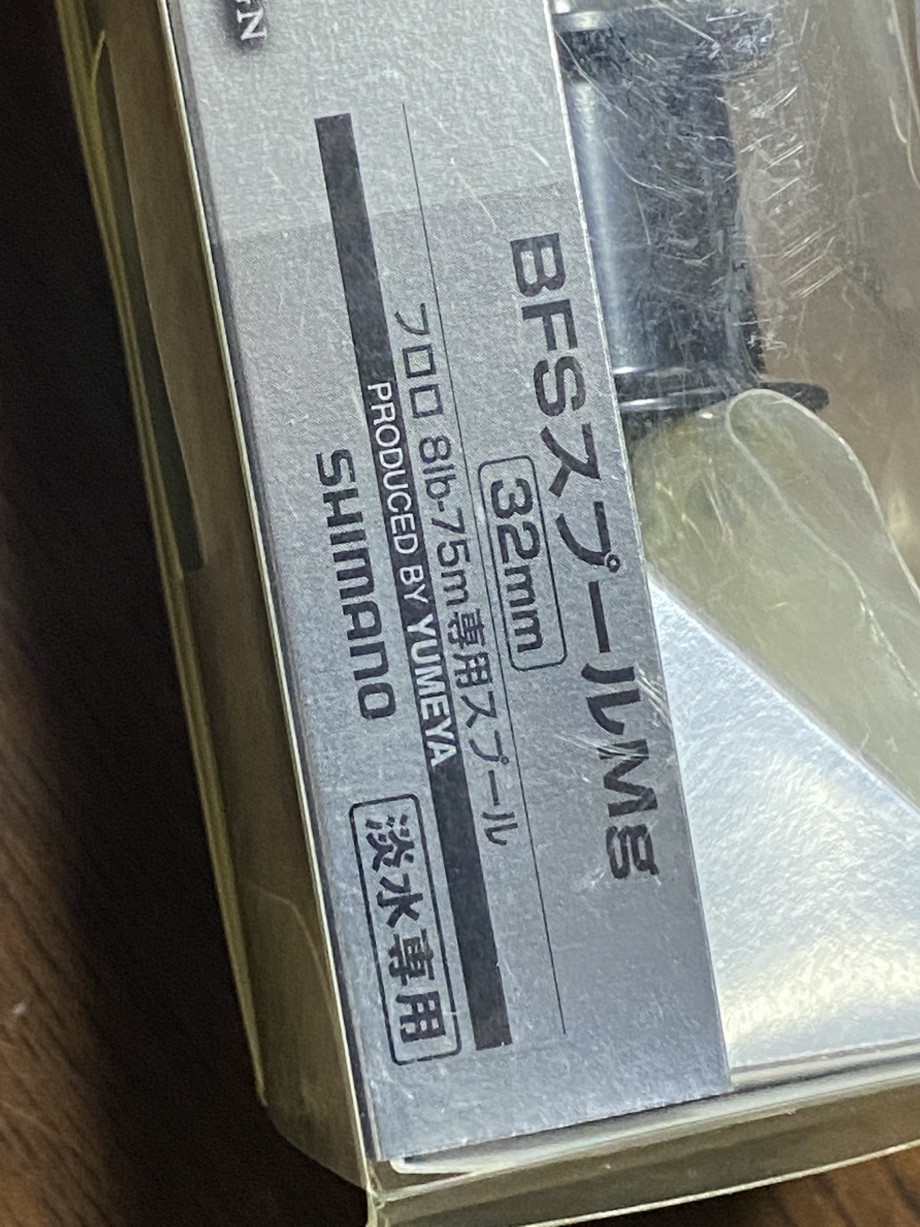 BFSスプールMg
32mm
フロロ 8lb-75m専用スプール
PRODUCED BY YUMEYA
SHIMANO
淡水専用